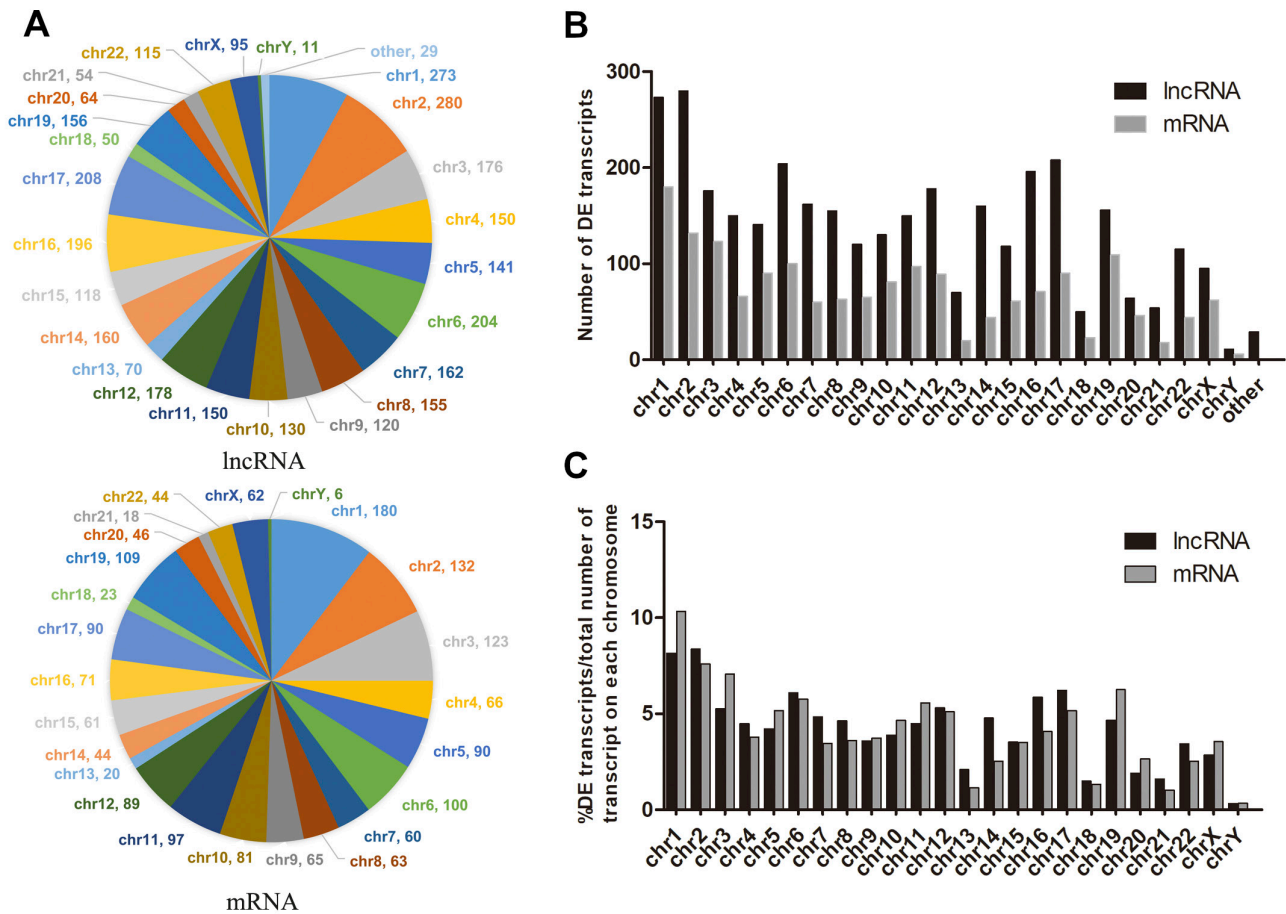 A
chrX, 95
chrY, 11
other, 29
chr22, 115
chr21, 54
chr20, 64
chr19, 156
chr18, 50
chr17, 208
chr16, 196
chr15, 118
chr14, 160
chr13, 70
chr12, 178
chr11, 150
chr10, 130
chr1, 273
chr2, 280
chr3, 176
chr4, 150
chr5, 141
chr6, 204
chr7, 162
chr8, 155
chr9, 120
lncRNA
chrX, 62
chrY, 6
chr22, 44
chr21, 18
chr20, 46
chr19, 109
chr18, 23
chr17, 90
chr16, 71
chr15, 61
chr14, 44
chr13, 20
chr12, 89
chr11, 97
chr10, 81
chr1, 180
chr2, 132
chr3, 123
chr4, 66
chr5, 90
chr6, 100
chr7, 60
chr8, 63
chr9, 65
mRNA
B
Number of DE transcripts
300
200
100
0
lncRNA
mRNA
chr1
chr2
chr3
chr4
chr5
chr6
chr7
chr8
chr9
chr10
chr11
chr12
chr13
chr14
chr15
chr16
chr17
chr18
chr19
chr20
chr21
chr22
chrX
chrY
other
C
%DE transcripts/total number of
transcript on each chromosome
15
10
5
0
lncRNA
mRNA
chr1
chr2
chr3
chr4
chr5
chr6
chr7
chr8
chr9
chr10
chr11
chr12
chr13
chr14
chr15
chr16
chr17
chr18
chr19
chr20
chr21
chr22
chrX
chrY